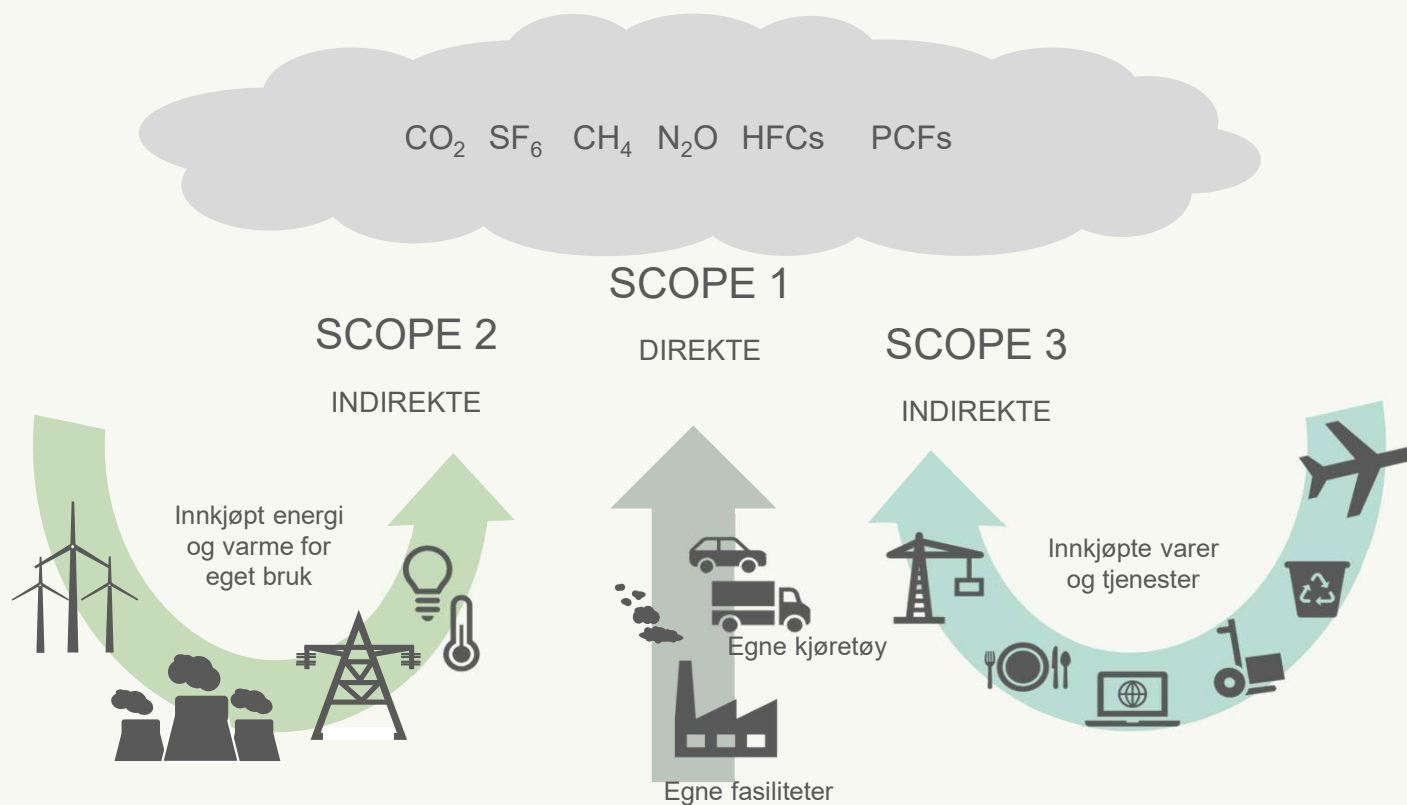 CO₂ SF₆ CH₄ N₂O HFCs PCFs
SCOPE 1
DIREKTE
SCOPE 2
INDIREKTE
SCOPE 3
INDIREKTE
Innkjøpt energi
og varme for
eget bruk
Egne kjøretøy
Egne fasiliteter
Innkjøpte varer
og tjenester